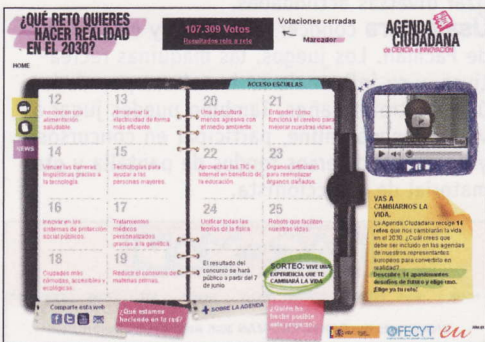 ¿QUÉ RETO QUIERES
HACER REALIDAD
EN EL 2030?
107.309 Votos
Resultados reto a reto
Votaciones cerradas
Marcador
AGENDA
CIUDADANA
de CIENCIA e INNOVACIÓN
HOME
ACCESO ESCUELAS
NEWS
12
Innovar en una
alimentación
saludable.
13
Almacenar la
electricidad de forma
más eficiente.
20
Una agricultura
menos agresiva con
el medio ambiente.
21
Entender cómo
funciona el cerebro para
mejorar nuestras vidas.
14
Vencer las barreras
lingüísticas gracias a
la tecnología.
15
Tecnologías para
ayudar a las
personas mayores.
22
Aprovechar las TIC e
internet en beneficio de
la educación.
23
Órganos artificiales
para reemplazar
órganos dañados.
16
Innovar en los
sistemas de protección
social públicos.
17
Tratamientos
médicos
personalizados
gracias a la genética.
24
Unificar todas las
teorías de la física.
25
Robots que faciliten
nuestras vidas.
18
Ciudades más
cómodas, accesibles y
ecológicas.
19
Reducir el consumo de
materias primas.
El resultado del
concurso se hará
público a partir del 7
de junio.
SORTEO: VIVE UNA
EXPERIENCIA QUE TE
CAMBIARÁ LA VIDA
VAS A
CAMBIARNOS LA
VIDA.
La Agenda Ciudadana recoge 14
retos que nos cambiarán la vida
en el 2030. ¿Cuál crees que
debe ser incluido en las agendas
de nuestros representantes
europeos para convertirlo en
realidad?
Descubre 14 apasionantes
desafíos de futuro y elige uno.
¡Elige ya tu reto!
Comparte esta web
¿Qué estamos
haciendo en la red?
+ SOBRE LA AGENDA
¿Quién ha
hecho posible
este proyecto?
FECYT
eu